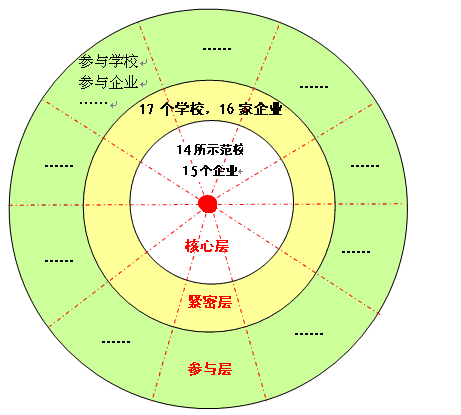 参与学校
参与企业
……
……
……
17 个学校，16 家企业
14 所示范校
15 个企业
……
……
核心层
……
……
紧密层
……
……
参与层